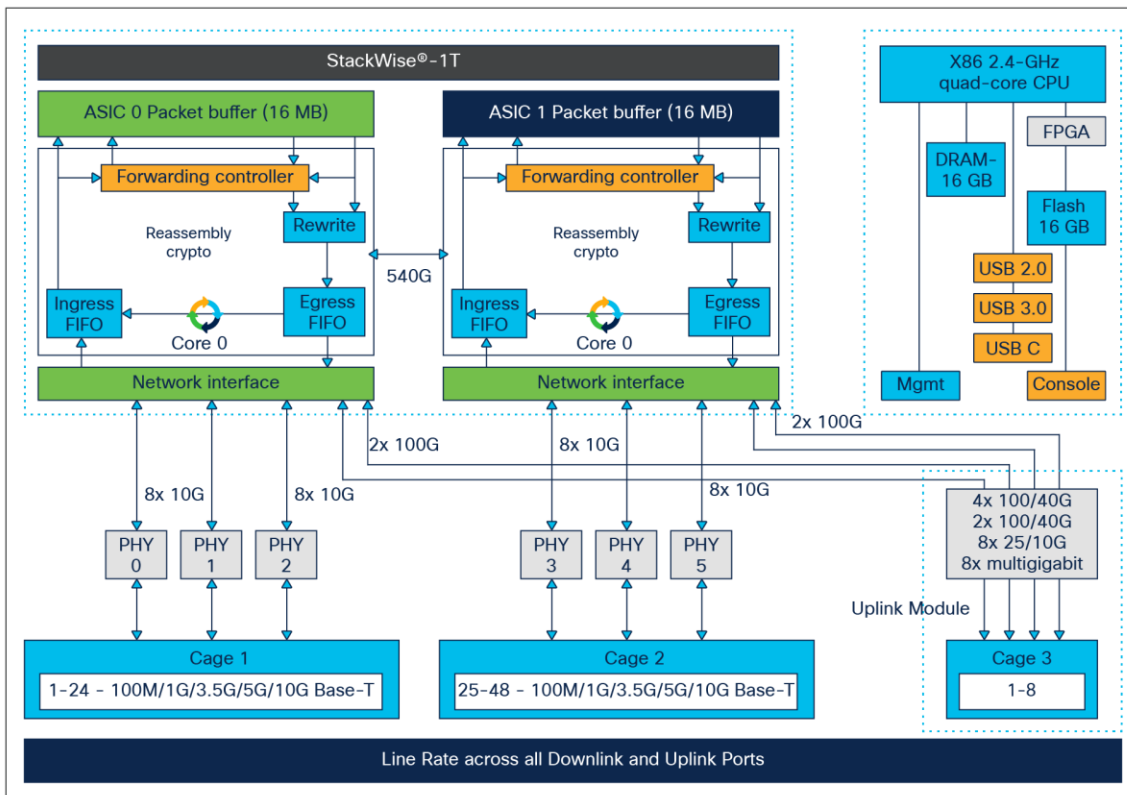 StackWise®-1T
ASIC 0 Packet buffer (16 MB)
Forwarding controller
Rewrite
Reassembly
crypto
Ingress
FIFO
Egress
FIFO
Core 0
Network interface
540G
ASIC 1 Packet buffer (16 MB)
Forwarding controller
Rewrite
Reassembly
crypto
Ingress
FIFO
Egress
FIFO
Core 0
Network interface
X86 2.4-GHz
quad-core CPU
FPGA
DRAM-
16 GB
Flash
16 GB
USB 2.0
USB 3.0
USB C
Mgmt
Console
2x 100G
8x 10G
2x 100G
8x 10G
8x 10G
8x 10G
PHY
0
PHY
1
PHY
2
PHY
3
PHY
4
PHY
5
4x 100/40G
2x 100/40G
8x 25/10G
8x multigigabit
Uplink Module
Cage 1
1-24 - 100M/1G/3.5G/5G/10G Base-T
Cage 2
25-48 - 100M/1G/3.5G/5G/10G Base-T
Cage 3
1-8
Line Rate across all Downlink and Uplink Ports